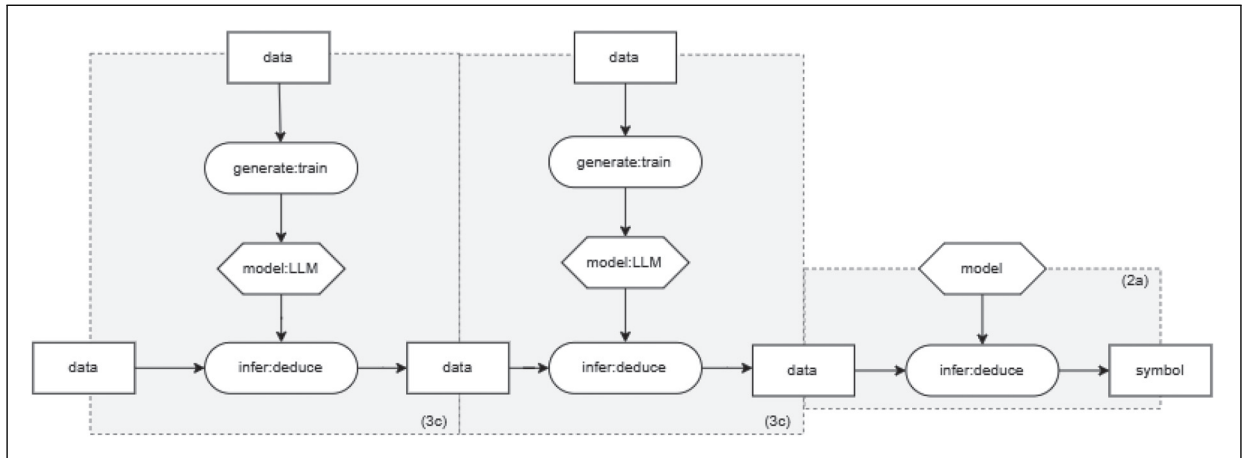 data
data
generate:train
generate:train
model:LLM
model:LLM
model
(2a)
data
infer:deduce
data
infer:deduce
data
infer:deduce
symbol
(3c)
(3c)